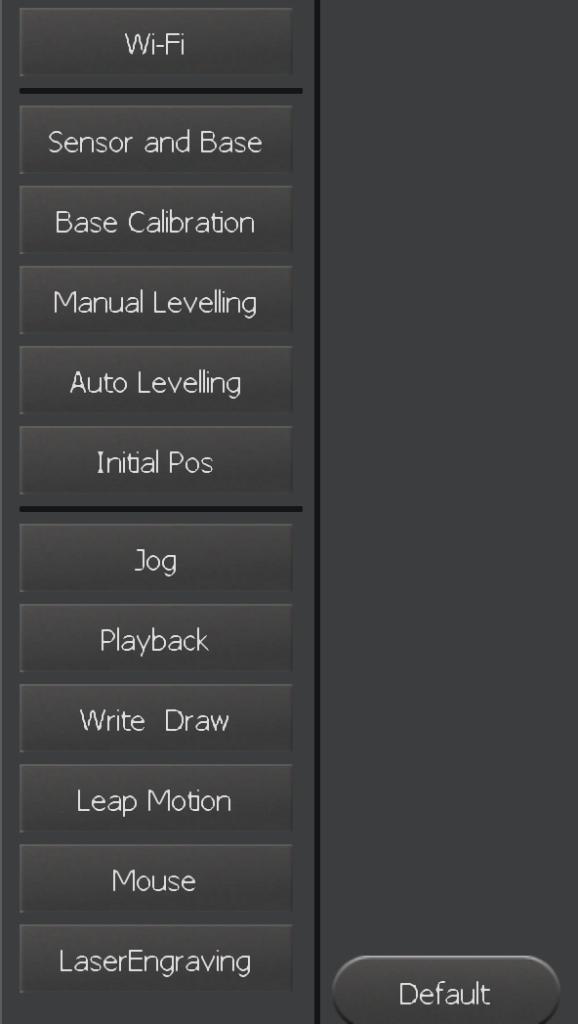 Wi-Fi
Sensor and Base
Base Calibration
Manual Levelling
Auto Levelling
Initial Pos
Jog
Playback
Write Draw
Leap Motion
Mouse
LaserEngraving
Default